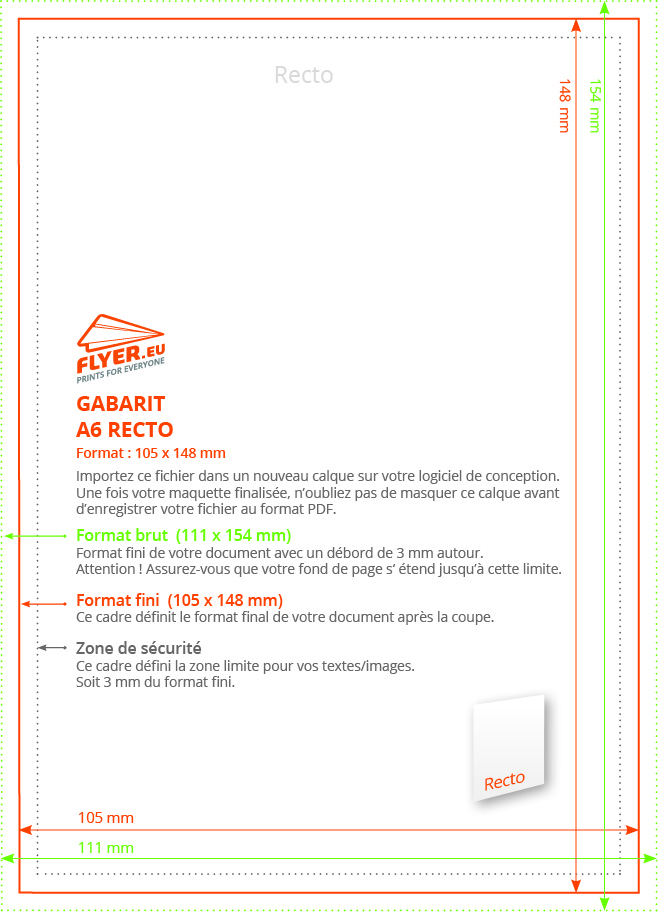 Recto
148 mm
154 mm
FLYER.EU
PRINTS FOR EVERYONE
GABARIT
A6 RECTO
Format : 105 x 148 mm
Importez ce fichier dans un nouveau calque sur votre logiciel de conception.
Une fois votre maquette finalisée, n’oubliez pas de masquer ce calque avant
d’enregistrer votre fichier au format PDF.
Format brut (111 x 154 mm)
Format fini de votre document avec un débord de 3 mm autour.
Attention ! Assurez-vous que votre fond de page s’ étend jusqu’à cette limite.
Format fini (105 x 148 mm)
Ce cadre définit le format final de votre document après la coupe.
Zone de sécurité
Ce cadre défini la zone limite pour vos textes/images.
Soit 3 mm du format fini.
Recto
105 mm
111 mm